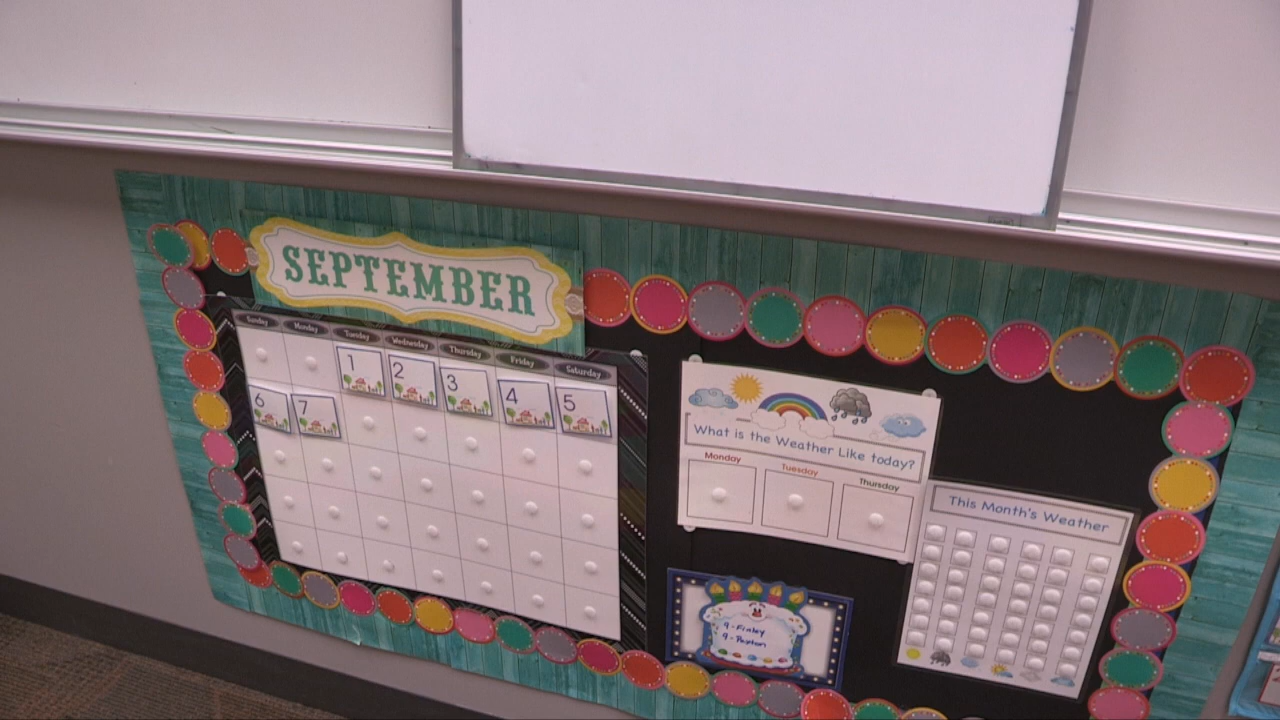 SEPTEMBER
Sunday Monday Tuesday Wednesday Thursday Friday Saturday
1 2 3 4 5
6 7
What is the Weather Like today?
Monday Tuesday Thursday
This Month's Weather
9-Finley
9-Paxton